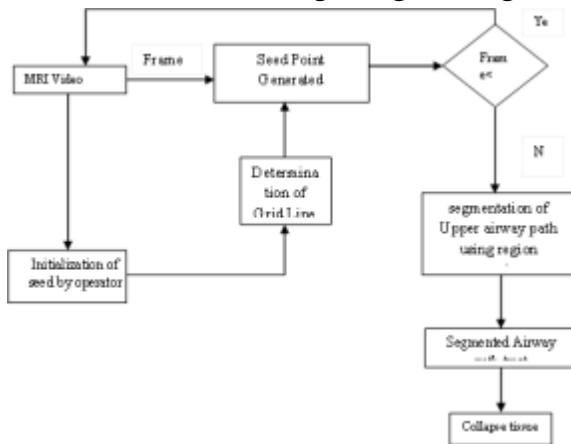 Ye
Frame
Seed Point
Generated
MRI Video
Fram
e<
N
Determina
tion of
Grid Line
segmentation of
Upper airway path
using region
Initialization of
seed by operator
Segmented Airway
Collapse tissue